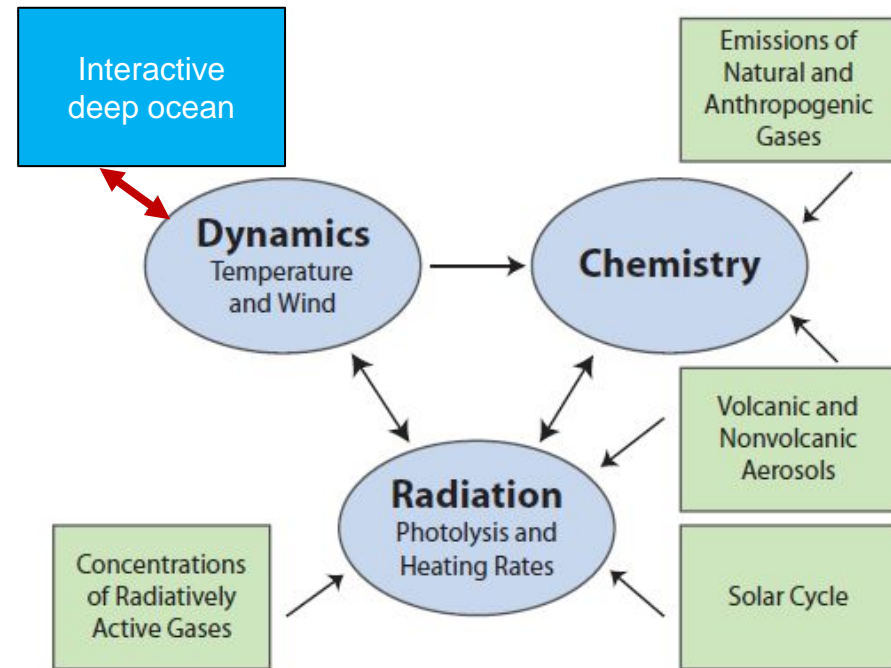 Interactive
deep ocean
Emissions of
Natural and
Anthropogenic
Gases
Dynamics
Temperature
and Wind
Chemistry
Volcanic and
Nonvolcanic
Aerosols
Radiation
Photolysis and
Heating Rates
Concentrations
of Radiatively
Active Gases
Solar Cycle